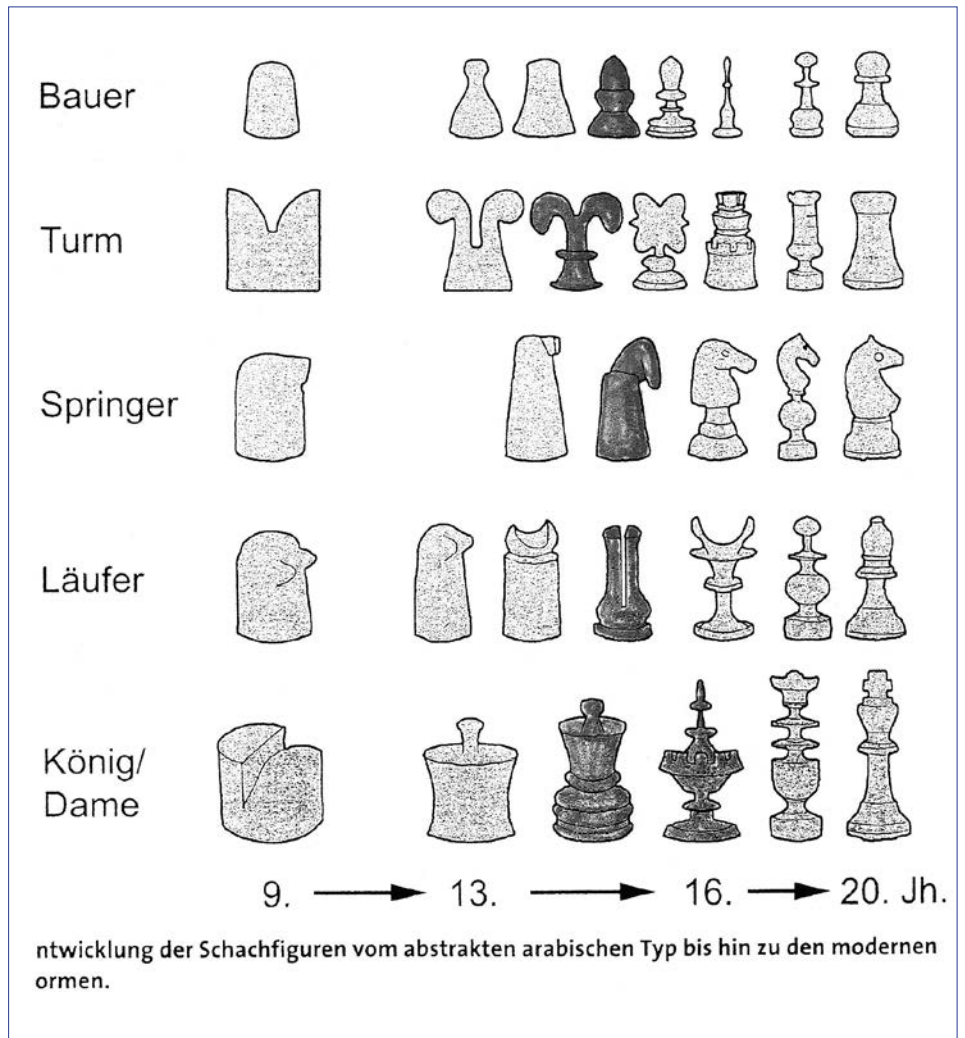 Bauer
Turm
Springer
Läufer
König/
Dame
9. 13. 16. 20. Jh.
ntwicklung der Schachfiguren vom abstrakten arabischen Typ bis hin zu den modernen
ormen.